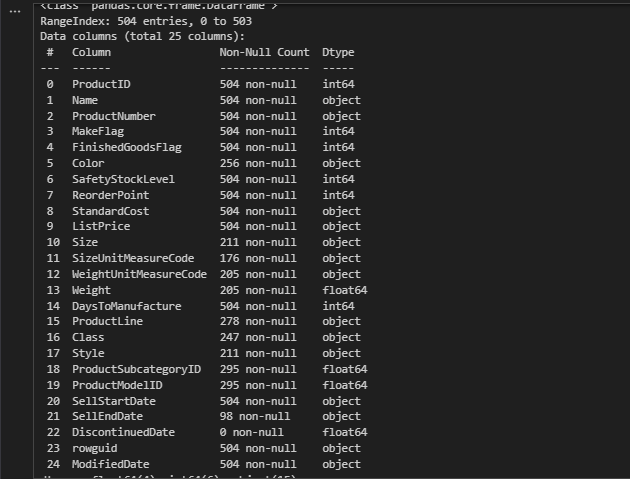 <class 'pandas.core.frame.DataFrame'>
RangeIndex: 504 entries, 0 to 503
Data columns (total 25 columns):
 #   Column                 Non-Null Count  Dtype
---  ------                 --------------  -----
 0   ProductID              504 non-null    int64
 1   Name                   504 non-null    object
 2   ProductNumber          504 non-null    object
 3   MakeFlag               504 non-null    int64
 4   FinishedGoodsFlag      504 non-null    int64
 5   Color                  256 non-null    object
 6   SafetyStockLevel       504 non-null    int64
 7   ReorderPoint           504 non-null    int64
 8   StandardCost           504 non-null    object
 9   ListPrice              504 non-null    object
 10  Size                   211 non-null    object
 11  SizeUnitMeasureCode    176 non-null    object
 12  WeightUnitMeasureCode  205 non-null    object
 13  Weight                 205 non-null    float64
 14  DaysToManufacture      504 non-null    int64
 15  ProductLine            278 non-null    object
 16  Class                  247 non-null    object
 17  Style                  211 non-null    object
 18  ProductSubcategoryID   295 non-null    float64
 19  ProductModelID         295 non-null    float64
 20  SellStartDate          504 non-null    object
 21  SellEndDate            98 non-null     object
 22  DiscontinuedDate       0 non-null      float64
 23  rowguid                504 non-null    object
 24  ModifiedDate           504 non-null    object